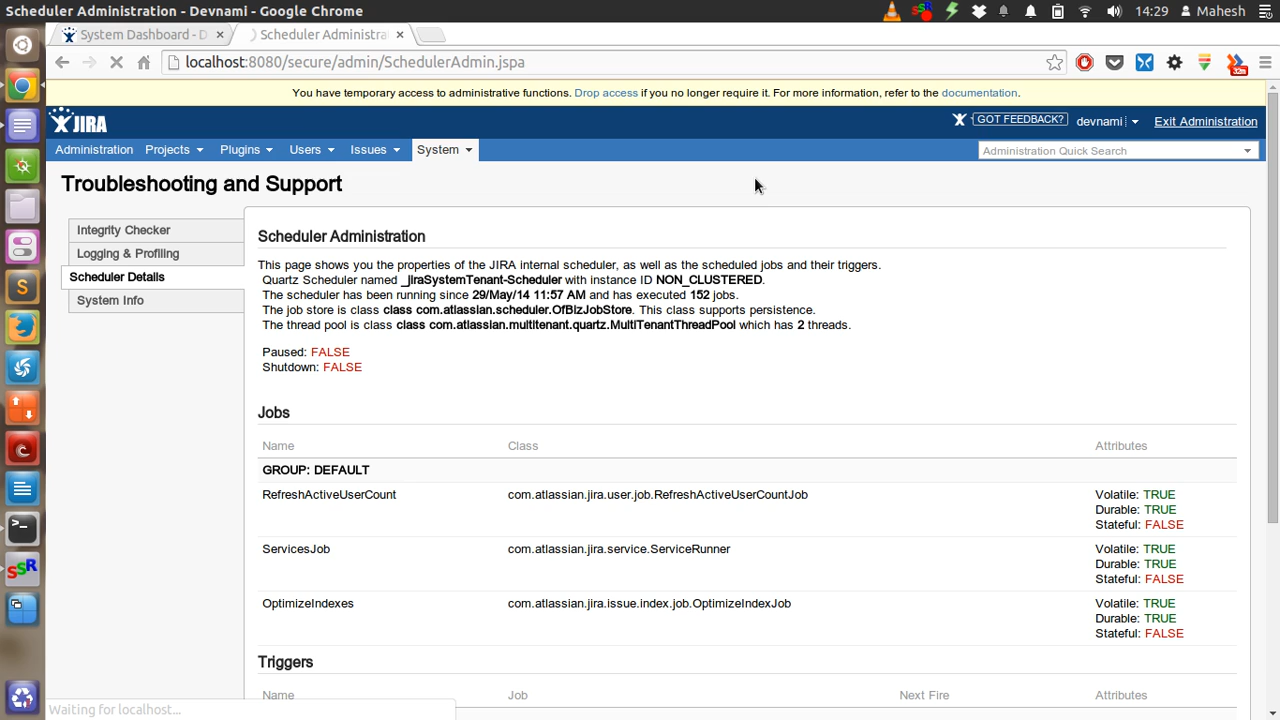 Scheduler Administration - Devnami - Google Chrome
14:29 Mahesh
System Dashboard - D
Scheduler Administra
localhost:8080/secure/admin/SchedulerAdmin.jspa
32m
You have temporary access to administrative functions. Drop access if you no longer require it. For more information, refer to the documentation.
JIRA
GOT FEEDBACK? devnami Exit Administration
Administration Projects Plugins Users Issues System
Administration Quick Search
Troubleshooting and Support
Integrity Checker
Logging & Profiling
Scheduler Details
System Info
Scheduler Administration
This page shows you the properties of the JIRA internal scheduler, as well as the scheduled jobs and their triggers.
Quartz Scheduler named _jiraSystemTenant-Scheduler with instance ID NON_CLUSTERED.
The scheduler has been running since 29/May/14 11:57 AM and has executed 152 jobs.
The job store is class class com.atlassian.scheduler.OfBizJobStore. This class supports persistence.
The thread pool is class class com.atlassian.multitenant.quartz.MultiTenantThreadPool which has 2 threads.
Paused: FALSE
Shutdown: FALSE
Jobs
Name Class Attributes
GROUP: DEFAULT
RefreshActiveUserCount com.atlassian.jira.user.job.RefreshActiveUserCountJob Volatile: TRUE
Durable: TRUE
Stateful: FALSE
ServicesJob com.atlassian.jira.service.ServiceRunner Volatile: TRUE
Durable: TRUE
Stateful: FALSE
OptimizeIndexes com.atlassian.jira.issue.index.job.OptimizeIndexJob Volatile: TRUE
Durable: TRUE
Stateful: FALSE
Triggers
Name Job Next Fire Attributes
Waiting for localhost...